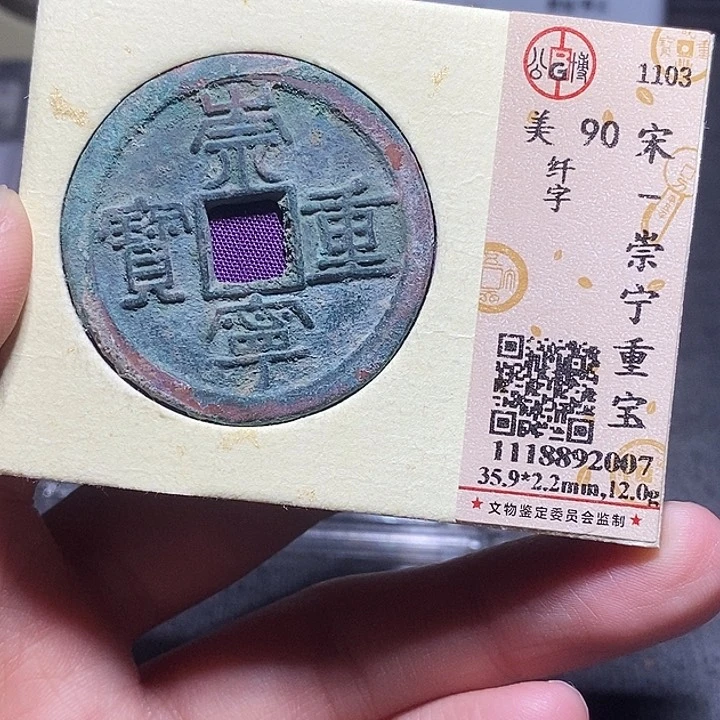 崇
重
寧
寶
公G博
1103
美 90
纤字
宋一崇宁重宝
1118892007
35.9*2.2mm,12.0g
★文物鉴定委员会监制★